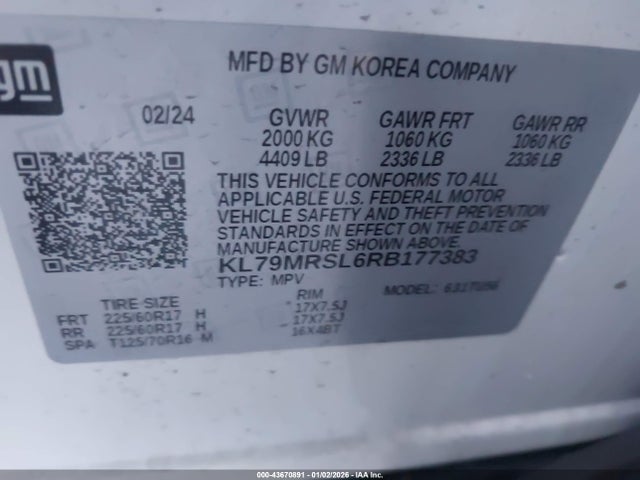 gm
MFD BY GM KOREA COMPANY
02/24 GVWR GAWR FRT GAWR RR
2000 KG 1060 KG 1060 KG
4409 LB 2336 LB 2336 LB
THIS VEHICLE CONFORMS TO ALL
APPLICABLE U.S. FEDERAL MOTOR
VEHICLE SAFETY AND THEFT PREVENTION
STANDARDS IN EFFECT ON THE DATE OF
MANUFACTURE SHOWN ABOVE.
KL79MRSL6RB177383
TYPE: MPV MODEL:
TIRE SIZE RIM
FRT 225/60R17 H 17X7.5J
RR 225/60R17 H 17X7.5J
SPA T125/70R16 M 16X4BT
000-43670891 - 01/02/2026 - IAA Inc.